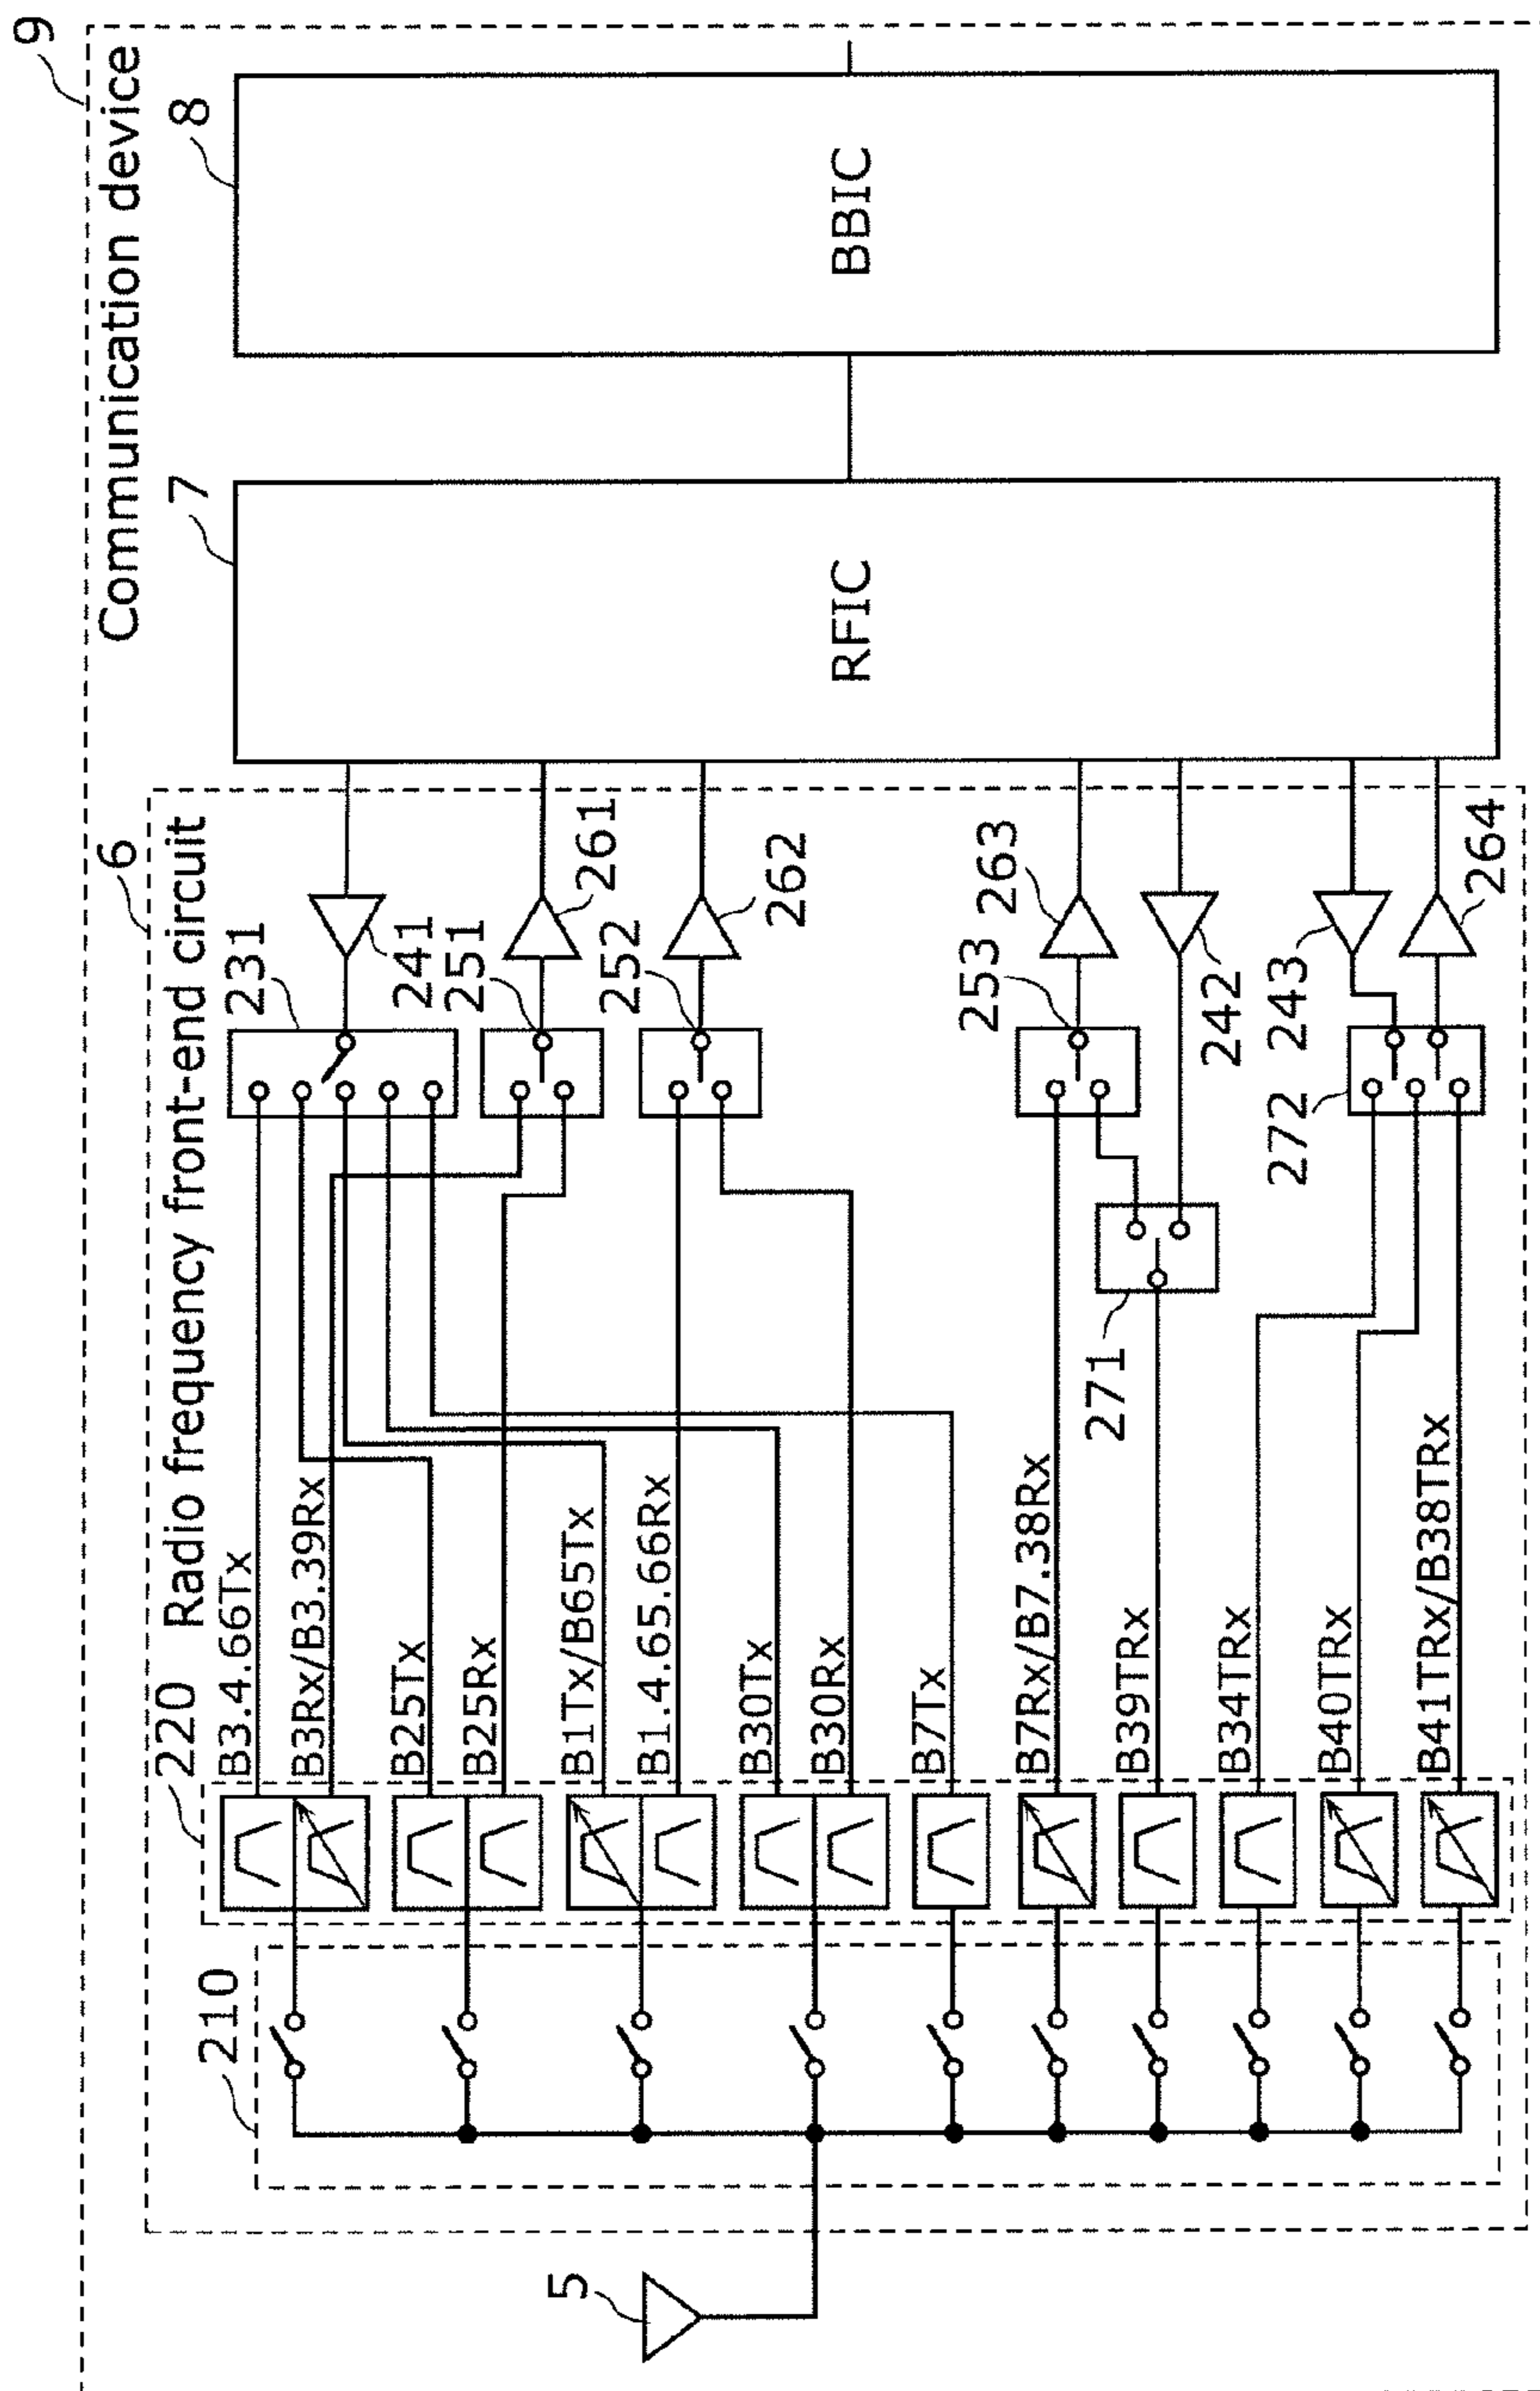 9
Communication device
6
Radio frequency front-end circuit
7
RFIC
8
BBIC
5
210
220
B3.4.66Tx
B3Rx/B3.39Rx
B25Tx
B25Rx
B1Tx/B65Tx
B1.4.65.66Rx
B30Tx
B30Rx
B7Tx
B7Rx/B7.38Rx
B39TRx
B34TRx
B40TRx
B41TRx/B38TRx
231
241
251
261
252
262
253
263
271
242
272
243
264